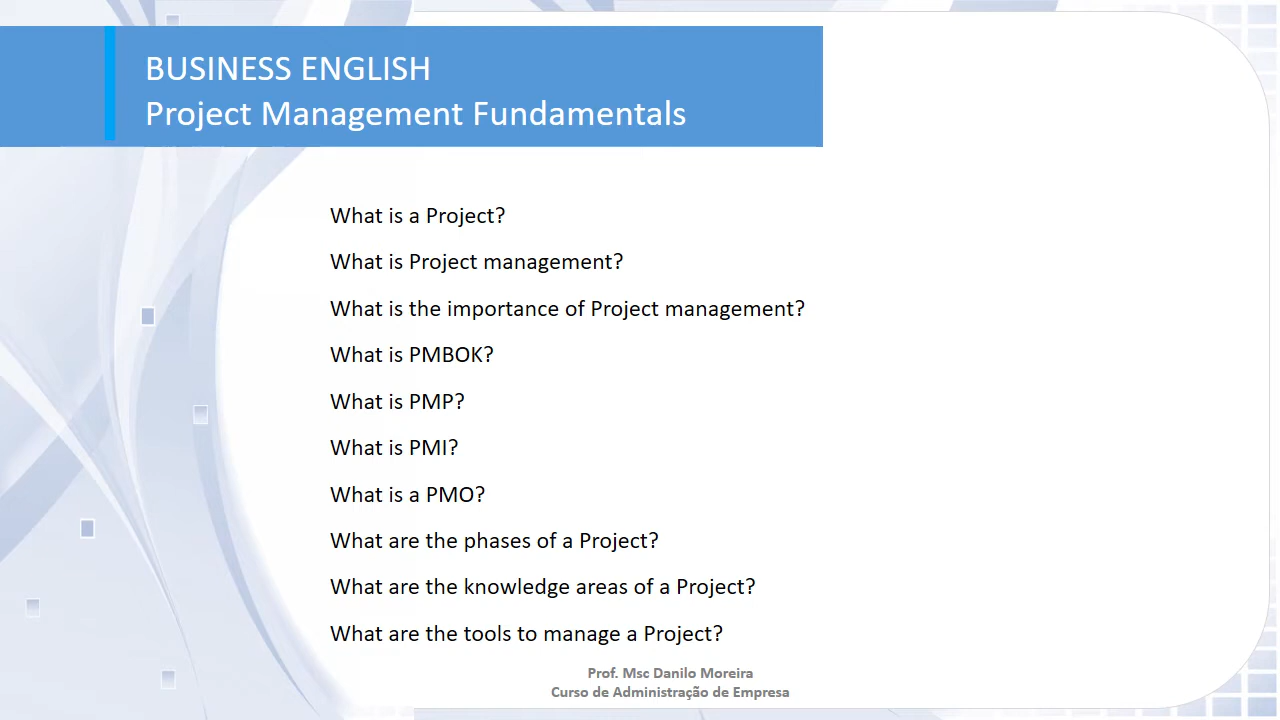 BUSINESS ENGLISH
Project Management Fundamentals
What is a Project?
What is Project management?
What is the importance of Project management?
What is PMBOK?
What is PMP?
What is PMI?
What is a PMO?
What are the phases of a Project?
What are the knowledge areas of a Project?
What are the tools to manage a Project?
Prof. Msc Danilo Moreira
Curso de Administração de Empresa